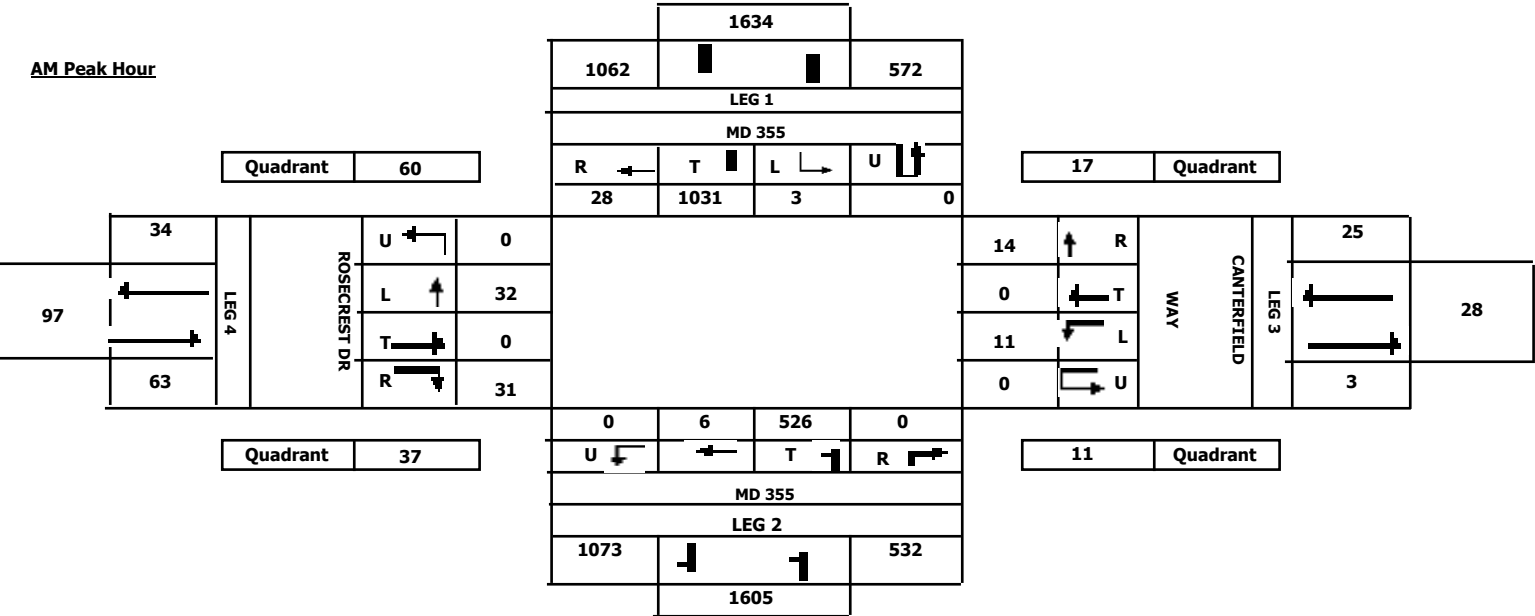 1634
AM Peak Hour
1062 572
LEG 1
MD 355
Quadrant 60
R T L U
17 Quadrant
28 1031 3 0
34
U 0
L 32
T 0
R 31
ROSECREST DR
LEG 4
97
63
14 R
0 T
11 L
0 U
WAY
CANTERFIELD
LEG 3
25
28
3
0 6 526 0
Quadrant 37
U T R
11 Quadrant
MD 355
LEG 2
1073 532
1605